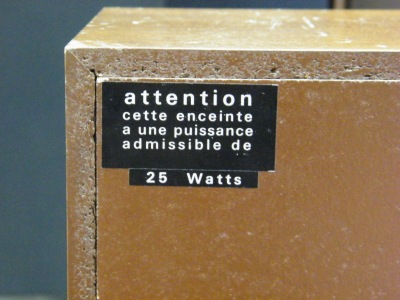 attention
cette enceinte
a une puissance
admissible de
25 Watts